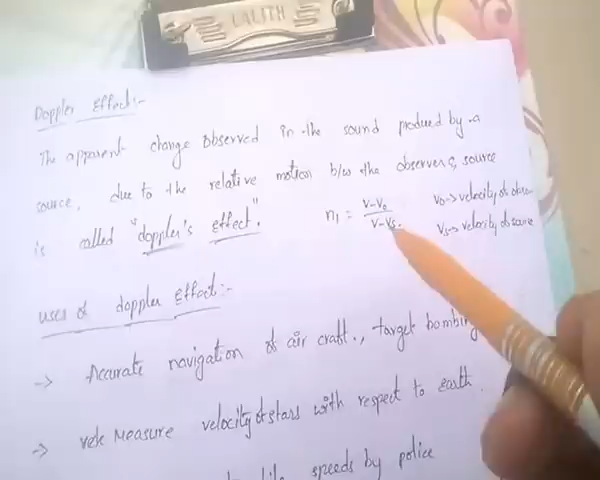 LALITH
Doppler Effect:-
The apparent change observed in the sound produced by a
source, due to the relative motion b/w the observer &, source
is called "doppler's effect".
n₁ = V-V₀ / V-Vs.
V₀→velocity of obser
Vs→velocity of source
uses of doppler Effect:-
→ Accurate navigation of air craft., target bombing
→ Measure velocity of stars with respect to earth.
speeds by police